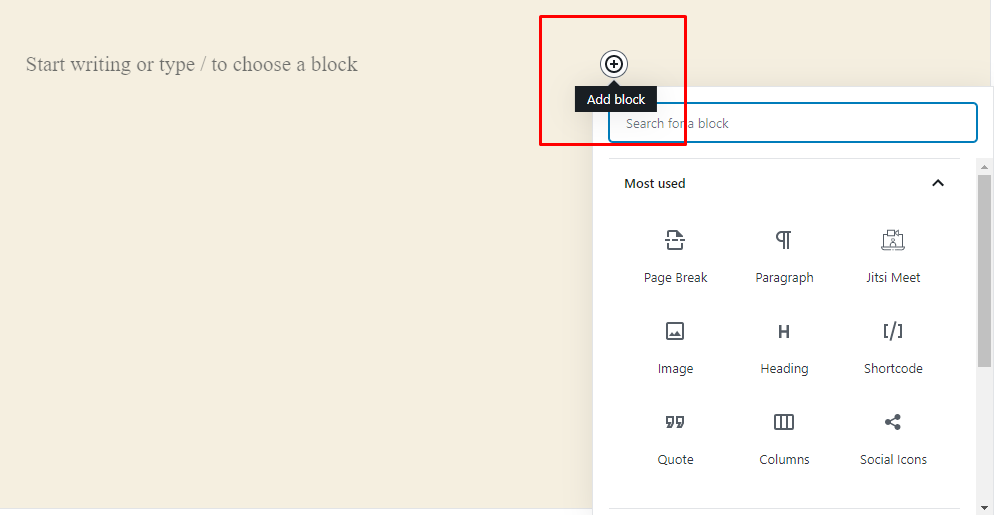 Start writing or type / to choose a block
Add block
Search for a block
Most used
Page Break
Paragraph
Jitsi Meet
Image
H
Heading
[/]
Shortcode
Quote
Columns
Social Icons